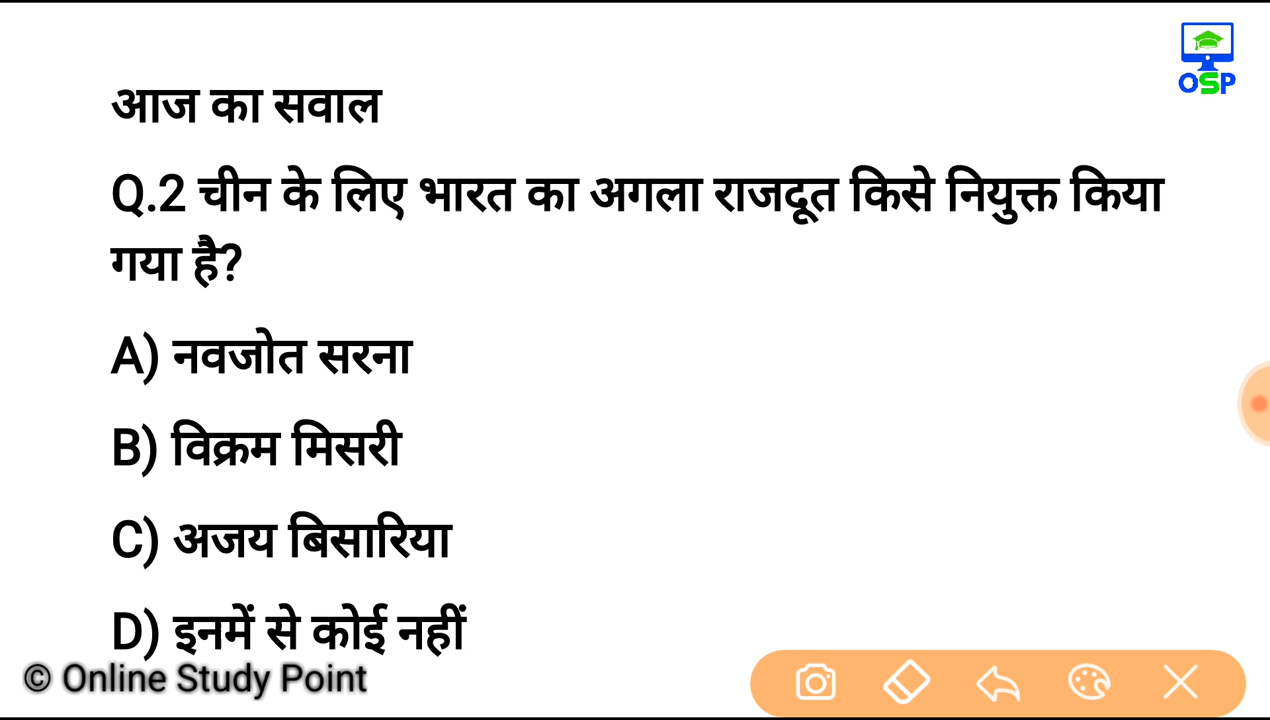 OSP
आज का सवाल
Q.2 चीन के लिए भारत का अगला राजदूत किसे नियुक्त किया
गया है?
A) नवजोत सरना
B) विक्रम मिसरी
C) अजय बिसारिया
D) इनमें से कोई नहीं
© Online Study Point